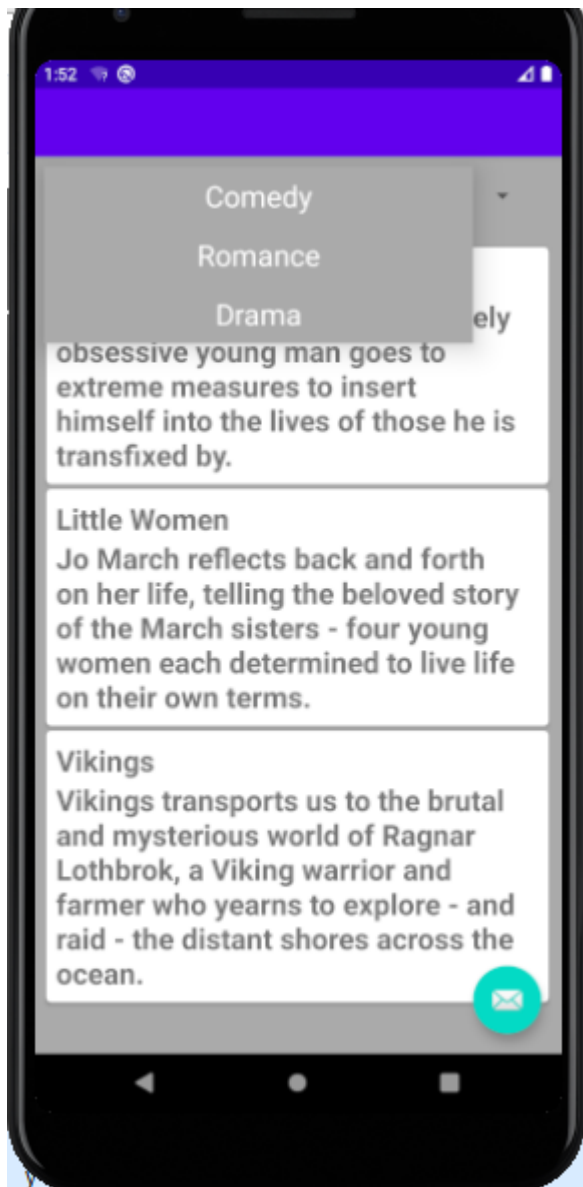 1:52
Comedy
Romance
Drama
ely
obsessive young man goes to
extreme measures to insert
himself into the lives of those he is
transfixed by.
Little Women
Jo March reflects back and forth
on her life, telling the beloved story
of the March sisters - four young
women each determined to live life
on their own terms.
Vikings
Vikings transports us to the brutal
and mysterious world of Ragnar
Lothbrok, a Viking warrior and
farmer who yearns to explore - and
raid - the distant shores across the
ocean.